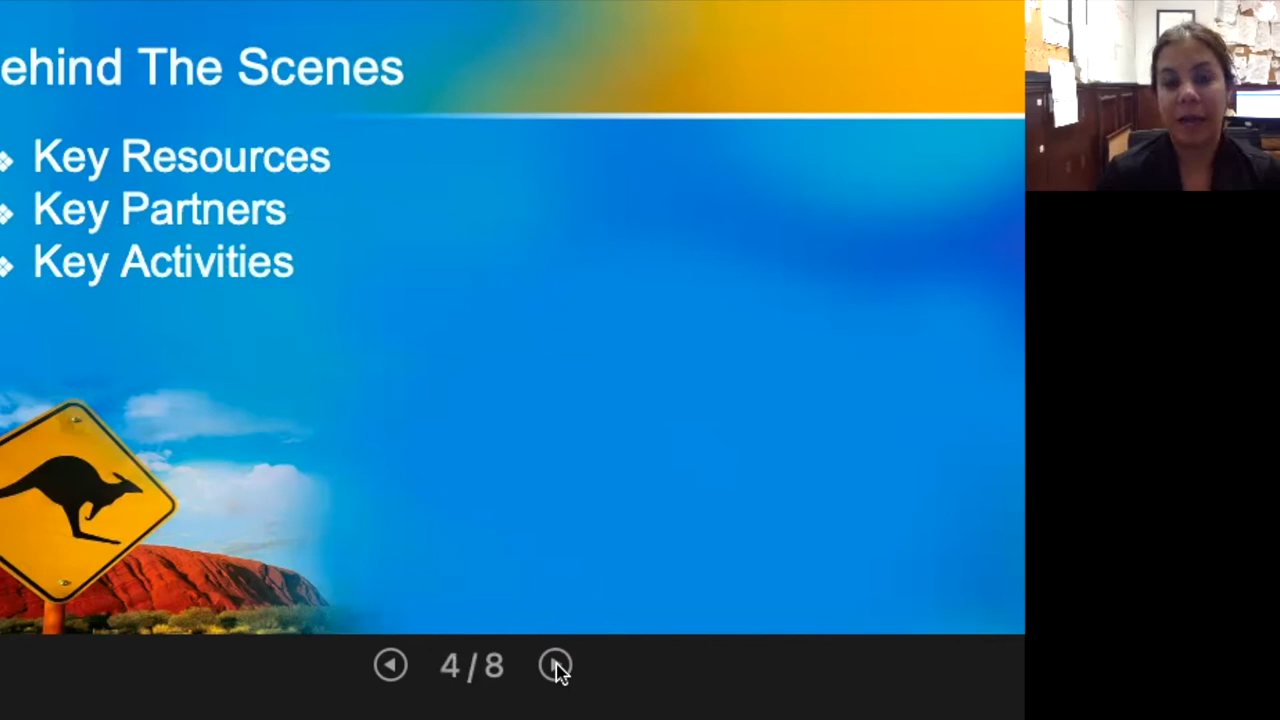 ehind The Scenes
❖ Key Resources
❖ Key Partners
❖ Key Activities
4/8